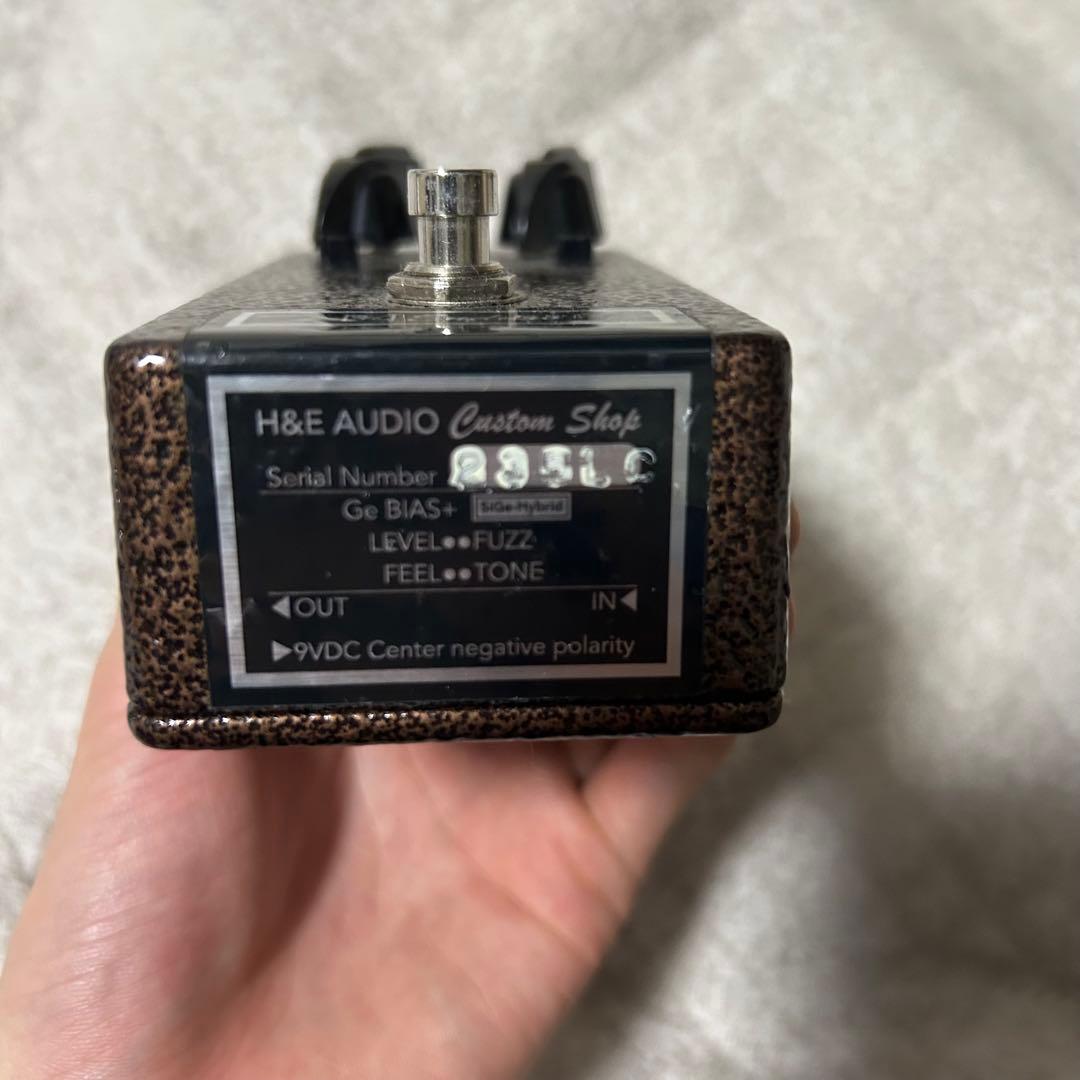 H&E AUDIO Custom Shop
Serial Number
Ge BIAS+ SiGe-Hybrid
LEVEL●●FUZZ
FEEL●●TONE
◀OUT IN◀
▶9VDC Center negative polarity